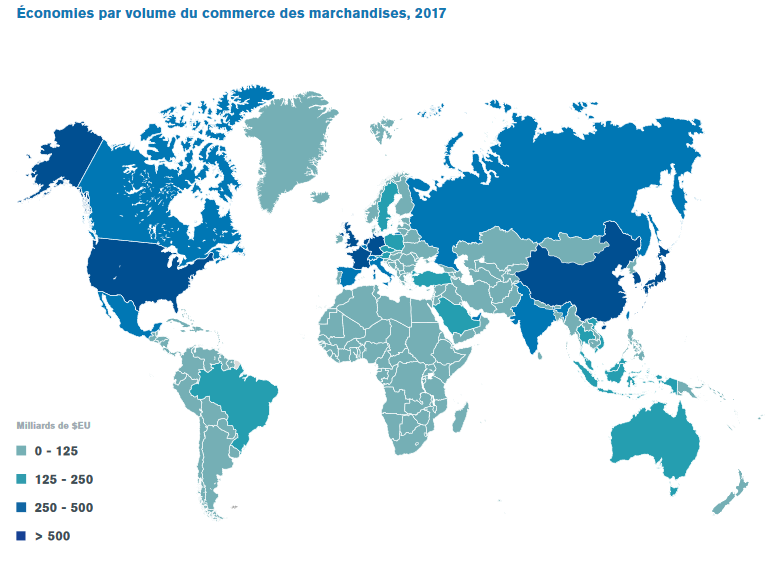 Économies par volume du commerce des marchandises, 2017
Milliards de $EU
0 - 125
125 - 250
250 - 500
> 500